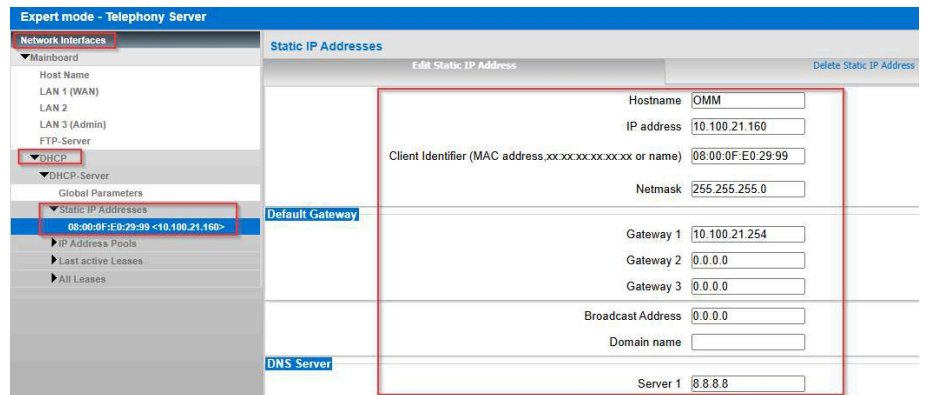 Expert mode - Telephony Server
Network Interfaces
Mainboard
Host Name
LAN 1 (WAN)
LAN 2
LAN 3 (Admin)
FTP-Server
DHCP
DHCP-Server
Global Parameters
Static IP Addresses
08:00:0F:E0:29:99 <10.100.21.160>
IP Address Pools
Last active Leases
All Leases
Static IP Addresses
Edit Static IP Address
Delete Static IP Address
Hostname OMM
IP address 10.100.21.160
Client Identifier (MAC address,xx:xx:xx:xx:xx:xx or name) 08:00:0F:E0:29:99
Netmask 255.255.255.0
Default Gateway
Gateway 1 10.100.21.254
Gateway 2 0.0.0.0
Gateway 3 0.0.0.0
Broadcast Address 0.0.0.0
Domain name
DNS Server
Server 1 8.8.8.8